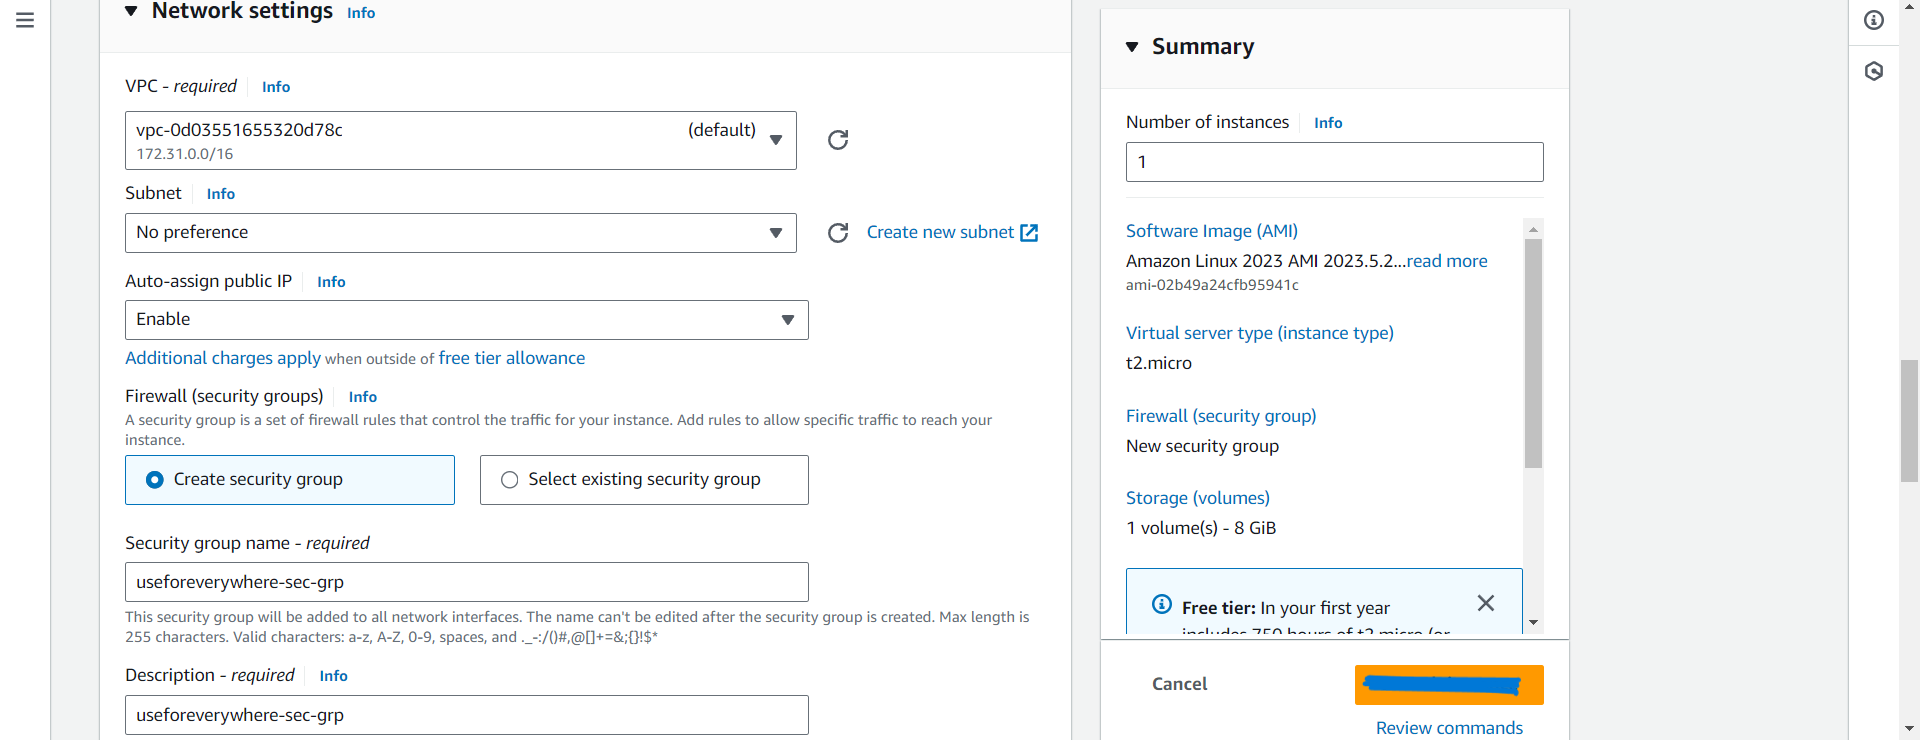 Network settings Info
VPC - required Info
vpc-0d03551655320d78c (default)
172.31.0.0/16
Subnet Info
No preference
Create new subnet
Auto-assign public IP Info
Enable
Additional charges apply when outside of free tier allowance
Firewall (security groups) Info
A security group is a set of firewall rules that control the traffic for your instance. Add rules to allow specific traffic to reach your
instance.
Create security group
Select existing security group
Security group name - required
useforeverywhere-sec-grp
This security group will be added to all network interfaces. The name can't be edited after the security group is created. Max length is
255 characters. Valid characters: a-z, A-Z, 0-9, spaces, and ._-:/()#,@[]+=&;{}!$*
Description - required Info
useforeverywhere-sec-grp
Summary
Number of instances Info
1
Software Image (AMI)
Amazon Linux 2023 AMI 2023.5.2...read more
ami-02b49a24cfb95941c
Virtual server type (instance type)
t2.micro
Firewall (security group)
New security group
Storage (volumes)
1 volume(s) - 8 GiB
Free tier: In your first year
includes 750 hours of t2.micro (or
Cancel
Review commands